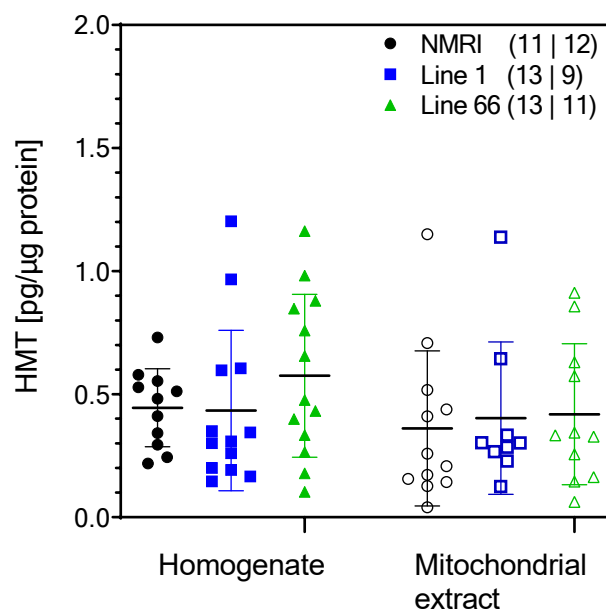 2.0
1.5
1.0
0.5
0.0
HMT [pg/µg protein]
NMRI (11 | 12)
Line 1 (13 | 9)
Line 66 (13 | 11)
Homogenate
Mitochondrial
extract